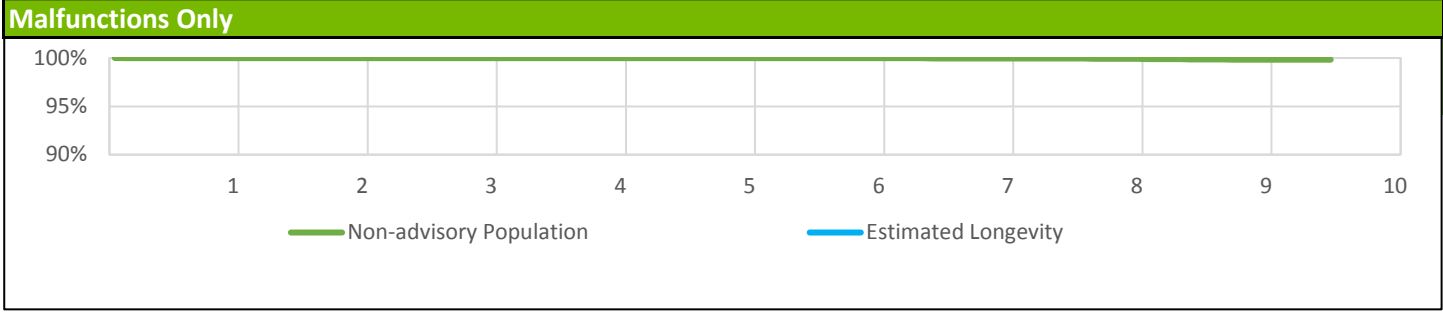 Malfunctions Only
100%
95%
90%
1 2 3 4 5 6 7 8 9 10
Non-advisory Population Estimated Longevity